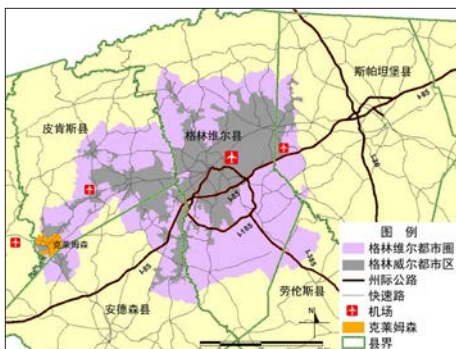 斯帕坦堡县
I-85
皮肯斯县
格林维尔县
I-26
I-85
克莱姆森
I-185
I-85
I-385
安德森县
劳伦斯县
N
图 例
格林维尔都市圈
格林威尔都市区
州际公路
快速路
机场
克莱姆森
县界